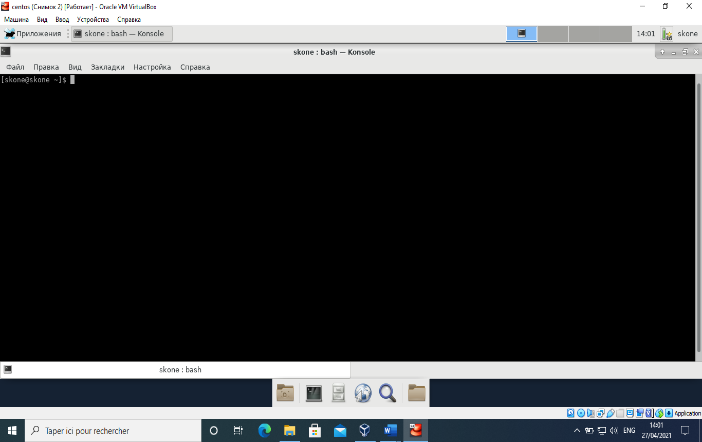 centos (Снимок 2) [Работает] - Oracle VM VirtualBox
Машина Вид Ввод Устройства Справка
Приложения skone : bash — Konsole 14:01 skone
skone : bash — Konsole
Файл Правка Вид Закладки Настройка Справка
[skone@skone ~]$
skone : bash
Application
Taper ici pour rechercher ENG 14:01
27/04/2021